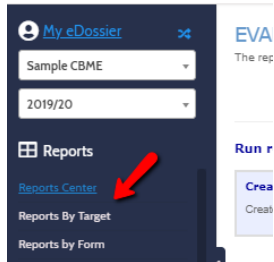 My eDossier
EVA
Sample CBME
The rep
2019/20
Reports
Run r
Reports Center
Crea
Reports By Target
Create
Reports by Form